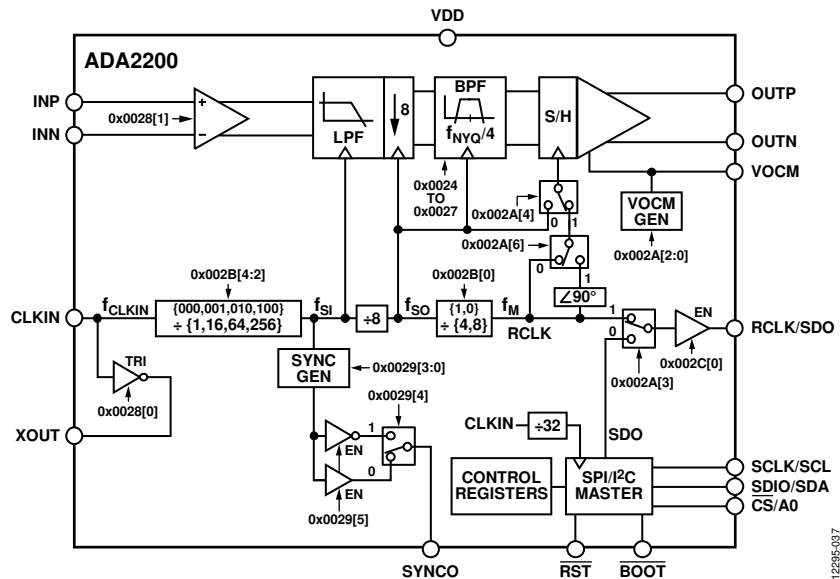 VDD
ADA2200
INP
INN
0x0028[1]
+
−
LPF
8
BPF
fNYQ/4
S/H
OUTP
OUTN
VOCM
0x0024
TO
0x0027
0x002A[4]
0
1
VOCM
GEN
0x002A[2:0]
0x002A[6]
0
1
∠90°
CLKIN
fCLKIN
0x002B[4:2]
{000,001,010,100}
÷ {1,16,64,256}
fSI
÷8
fSO
0x002B[0]
{1,0}
÷ {4,8}
fM
RCLK
1
0
EN
0x002C[0]
0x002A[3]
RCLK/SDO
TRI
0x0028[0]
XOUT
SYNC
GEN
0x0029[3:0]
0x0029[4]
1
0
EN
EN
0x0029[5]
CLKIN
÷32
SDO
CONTROL
REGISTERS
SPI/I2C
MASTER
SCLK/SCL
SDIO/SDA
CS/A0
SYNCO
RST
BOOT
12295-037